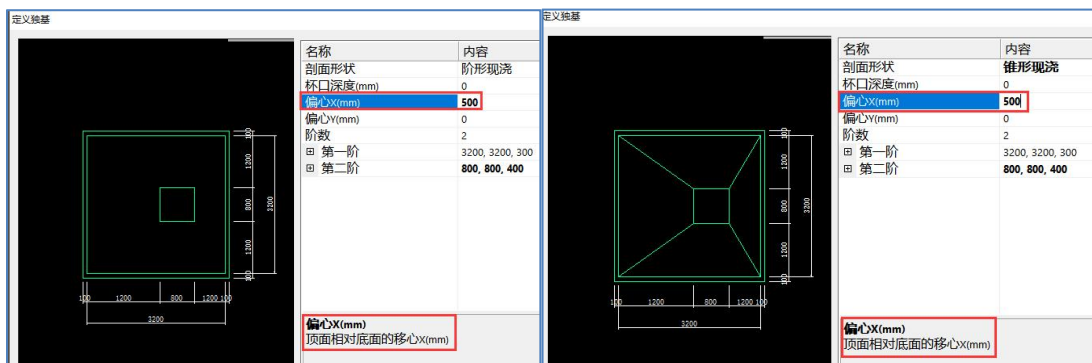 定义独基
名称 内容
剖面形状 阶形现浇
杯口深度(mm) 0
偏心X(mm) 500
偏心Y(mm) 0
阶数 2
第一阶 3200, 3200, 300
第二阶 800, 800, 400
100
1200
800
3200
1200
100
100 1200 800 1200 100
3200
偏心X(mm)
顶面相对底面的移心X(mm)
定义独基
名称 内容
剖面形状 锥形现浇
杯口深度(mm) 0
偏心X(mm) 500
偏心Y(mm) 0
阶数 2
第一阶 3200, 3200, 300
第二阶 800, 800, 400
100
1200
800
3200
1200
100
100 1200 800 1200 100
3200
偏心X(mm)
顶面相对底面的移心X(mm)